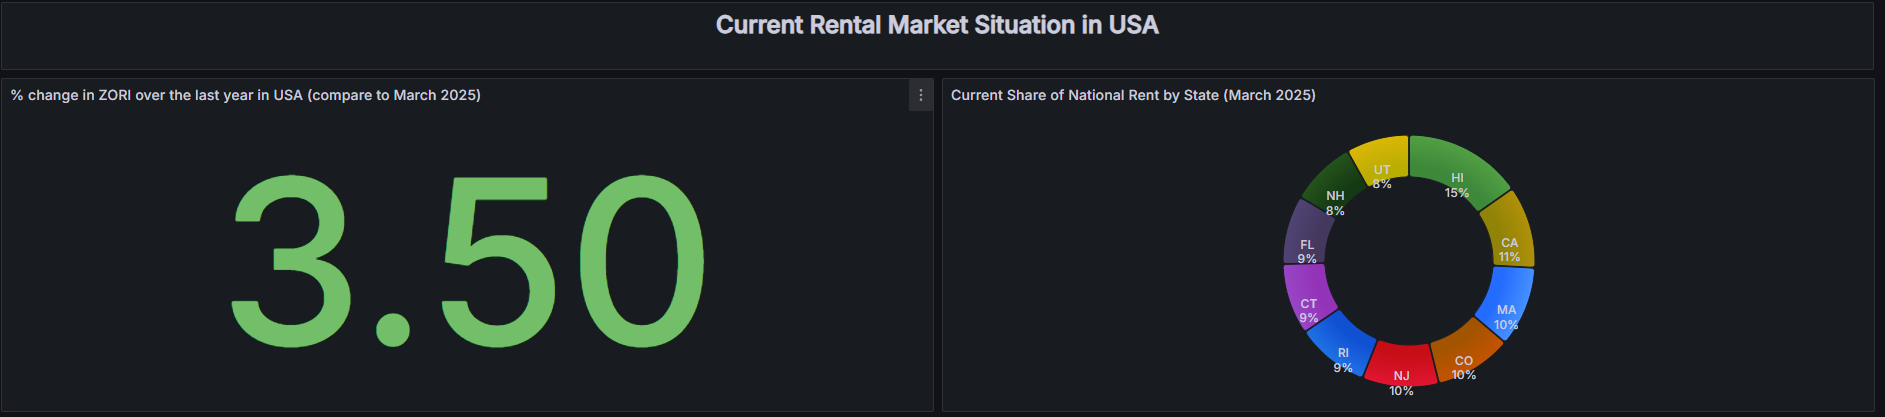 Current Rental Market Situation in USA
% change in ZORI over the last year in USA (compare to March 2025)
3.50
Current Share of National Rent by State (March 2025)
HI
15%
CA
11%
MA
10%
CO
10%
NJ
10%
RI
9%
CT
9%
FL
9%
NH
8%
UT
8%